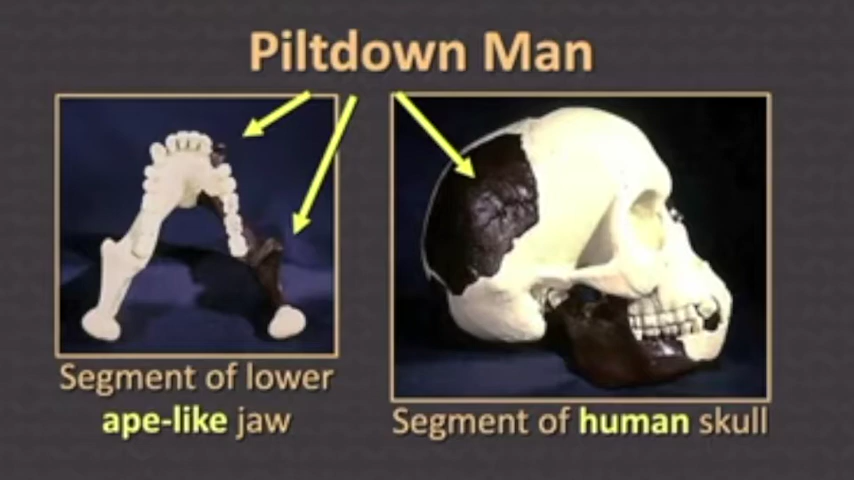 Piltdown Man
Segment of lower
ape-like jaw
Segment of human skull